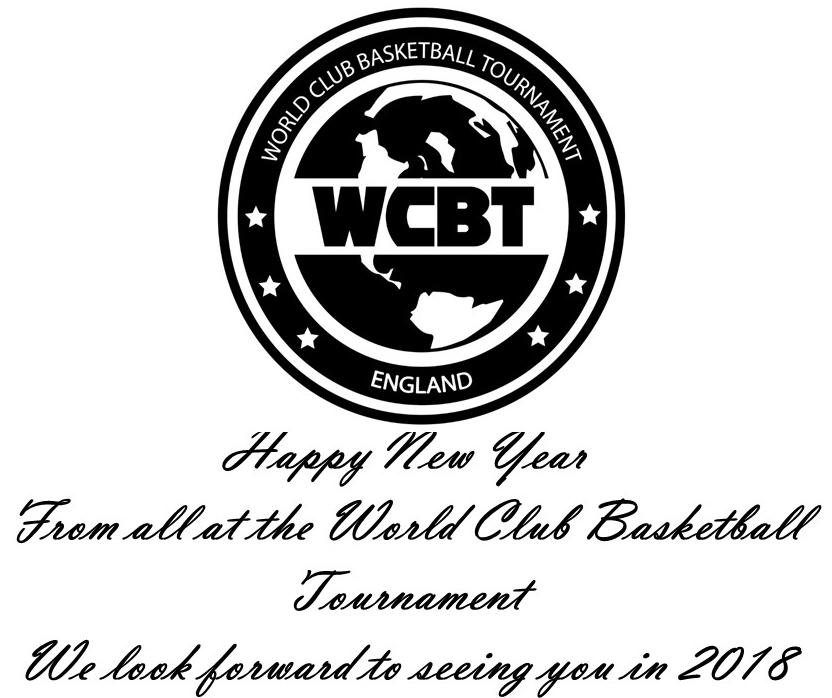 WORLD CLUB BASKETBALL TOURNAMENT
WCBT
ENGLAND
Happy New Year
From all at the World Club Basketball
Tournament
We look forward to seeing you in 2018